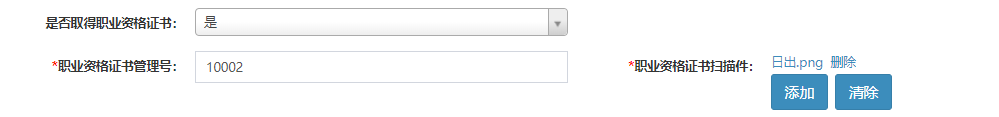 是否取得职业资格证书： 是
*职业资格证书管理号： 10002 *职业资格证书扫描件： 日出.png 删除
添加 清除